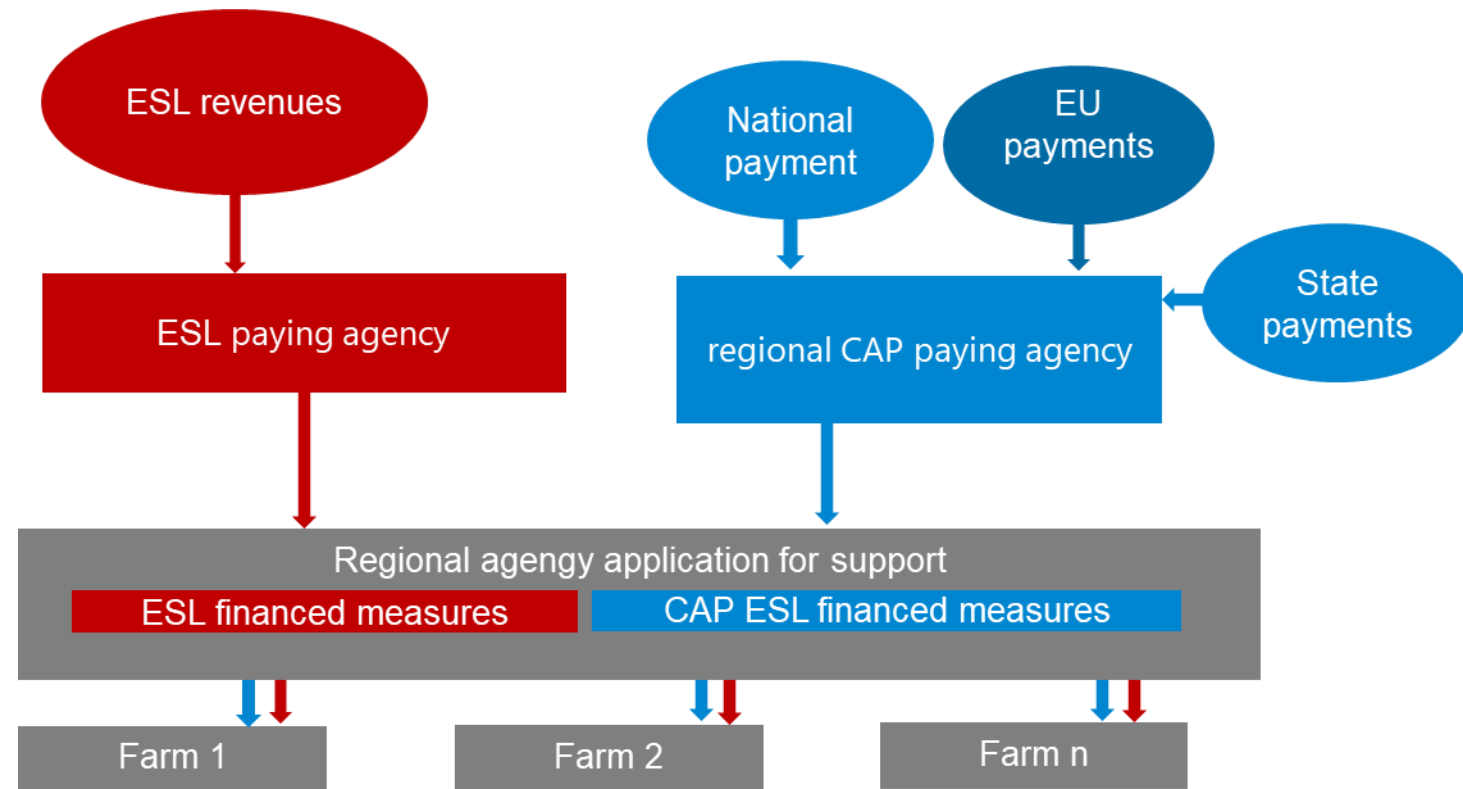 ESL revenues
National
payment
EU
payments
State
payments
ESL paying agency
regional CAP paying agency
Regional agengy application for support
ESL financed measures
CAP ESL financed measures
Farm 1
Farm 2
Farm n